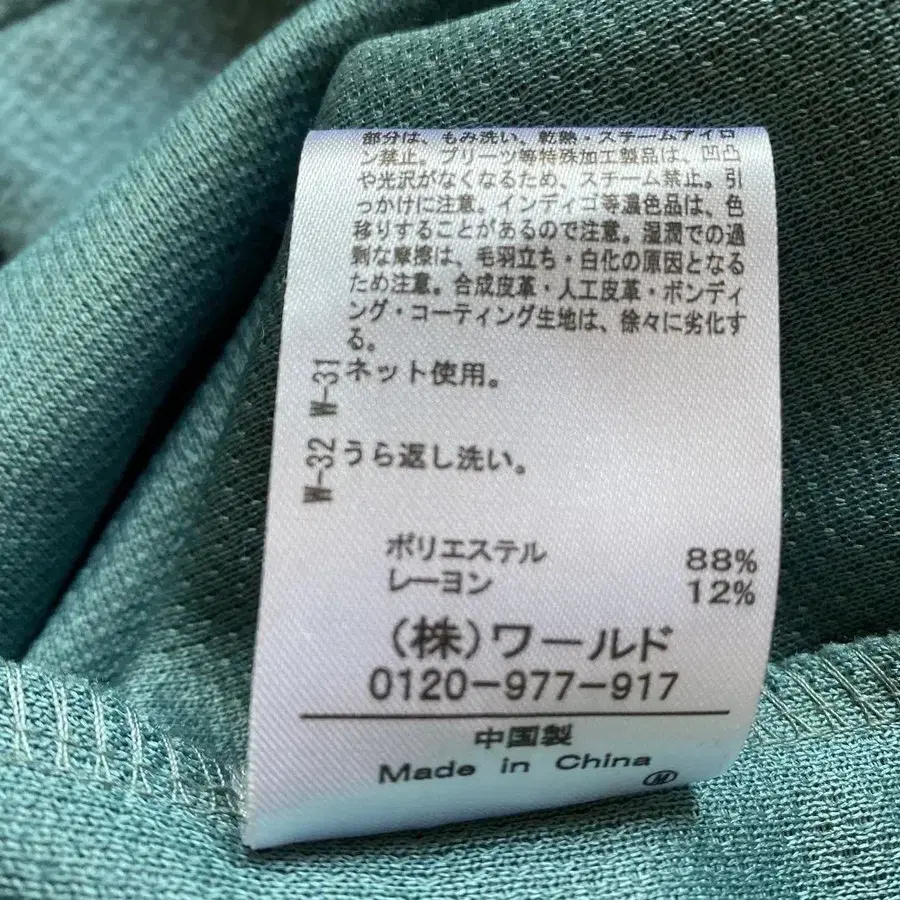 部分は、もみ洗い、乾熱・スチームアイロ
ン禁止。プリーツ等特殊加工製品は、凹凸
や光沢がなくなるため、スチーム禁止。引
っかけに注意。インディゴ等濃色品は、色
移りすることがあるので注意。湿潤での過
剰な摩擦は、毛羽立ち・白化の原因となる
ため注意。合成皮革・人工皮革・ボンディ
ング・コーティング生地は、徐々に劣化す
る。
W-31 ネット使用。
W-32 うら返し洗い。
ポリエステル 88%
レーヨン 12%
(株)ワールド
0120-977-917
中国製
Made in China
M